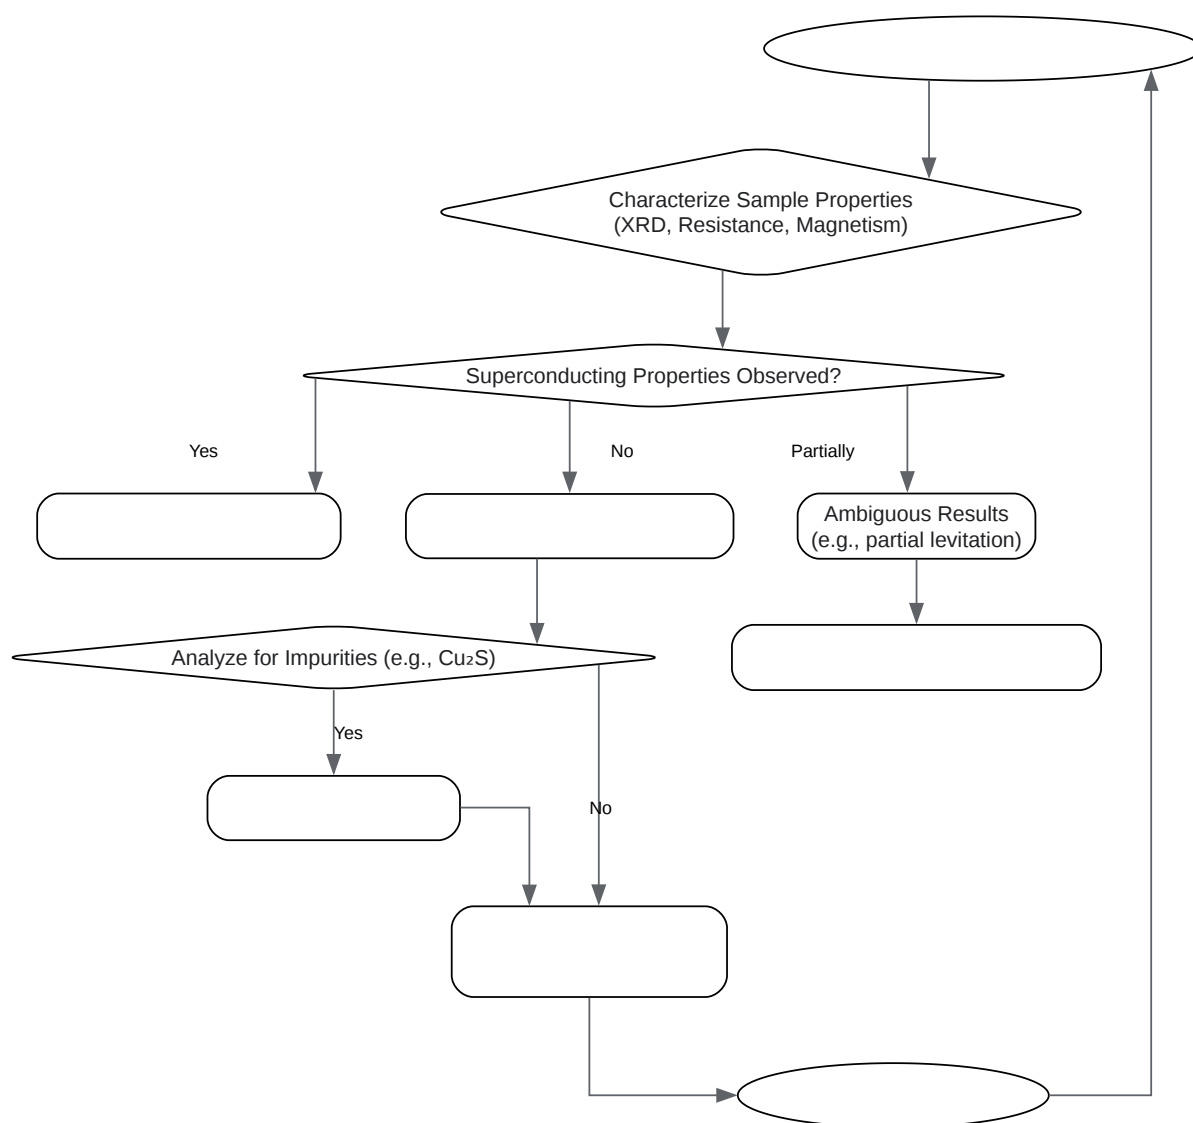 Characterize Sample Properties
(XRD, Resistance, Magnetism)
Superconducting Properties Observed?
Yes
No
Partially
Ambiguous Results
(e.g., partial levitation)
Analyze for Impurities (e.g., Cu₂S)
Yes
No